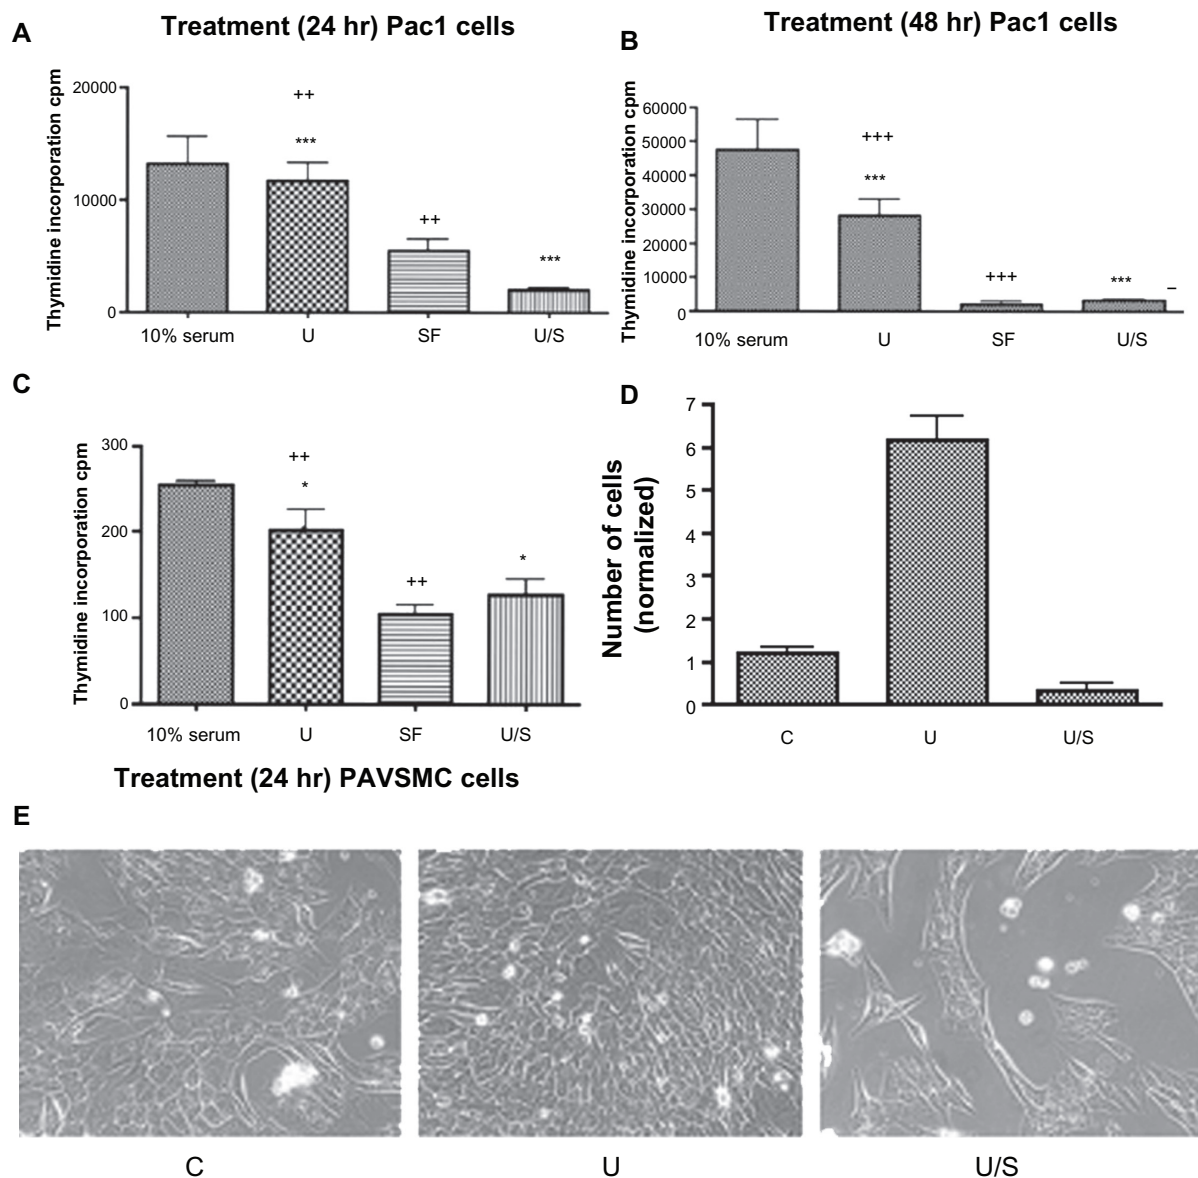 A
Treatment (24 hr) Pac1 cells
Thymidine incorporation cpm
20000
10000
0
++
***
++
***
10% serum U SF U/S
B
Treatment (48 hr) Pac1 cells
Thymidine incorporation cpm
60000
50000
40000
30000
20000
10000
0
+++
***
+++
***
–
10% serum U SF U/S
C
Thymidine incorporation cpm
300
200
100
0
++
*
++
*
10% serum U SF U/S
Treatment (24 hr) PAVSMC cells
D
Number of cells
(normalized)
7
6
5
4
3
2
1
0
C U U/S
E
C U U/S